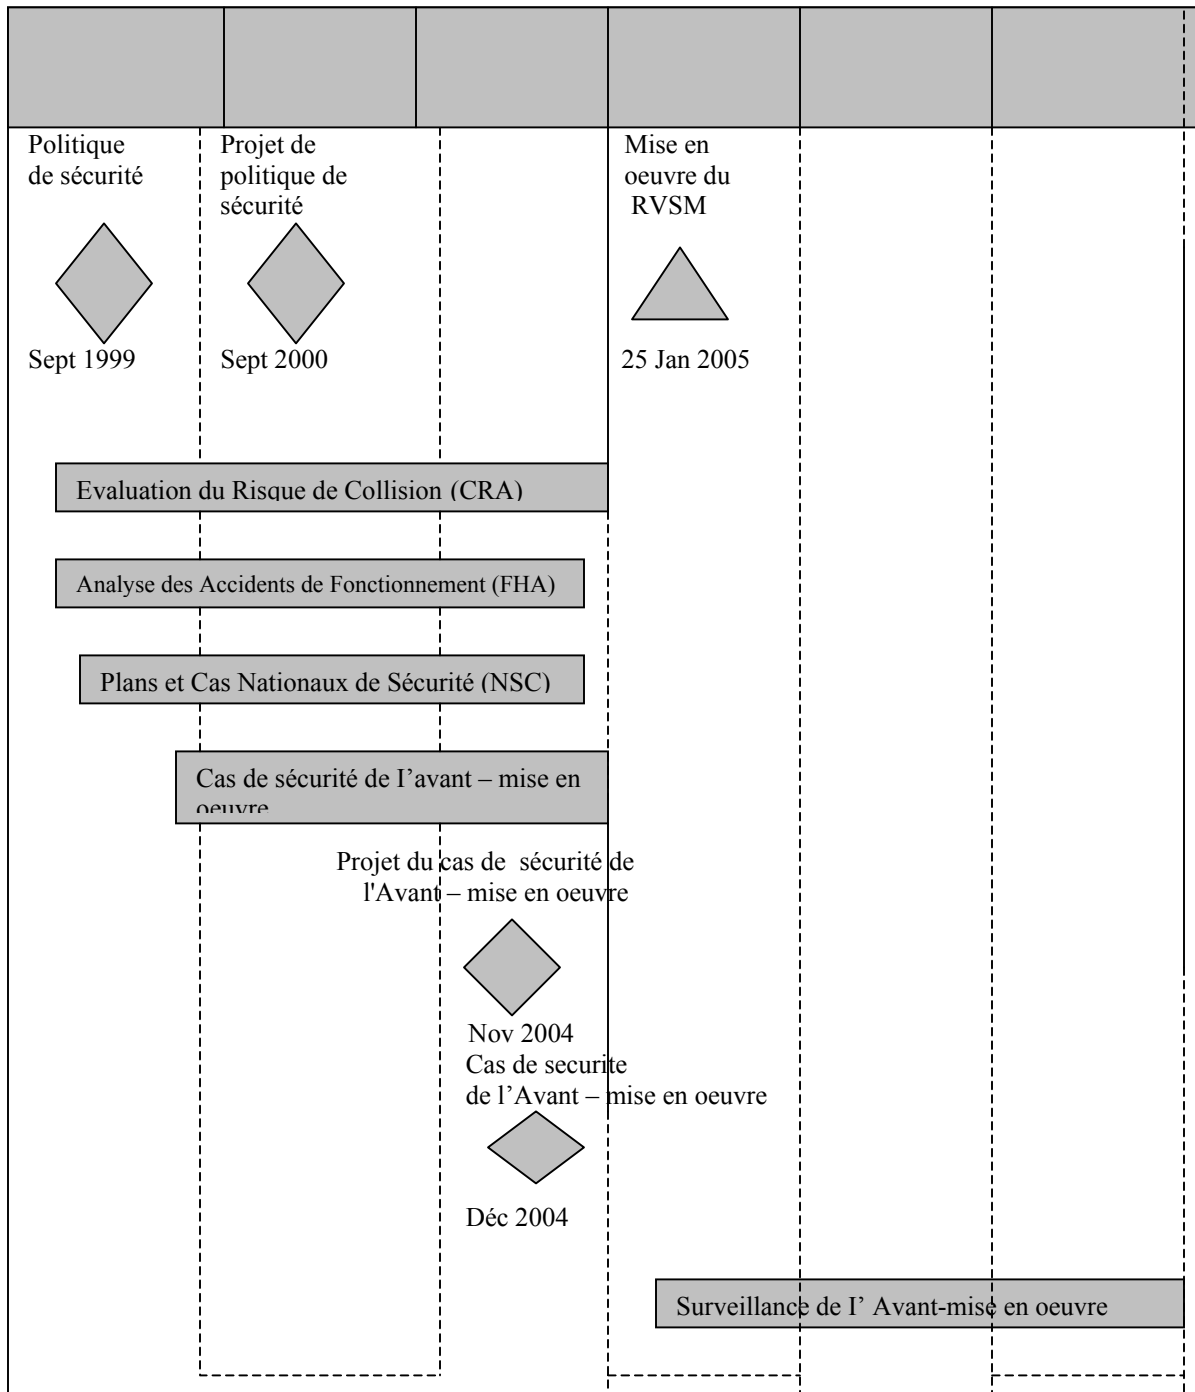 Politique
de sécurité
Projet de
politique de
sécurité
Mise en
oeuvre du
RVSM
Sept 1999
Sept 2000
25 Jan 2005
Evaluation du Risque de Collision (CRA)
Analyse des Accidents de Fonctionnement (FHA)
Plans et Cas Nationaux de Sécurité (NSC)
Cas de sécurité de I’avant – mise en
oeuvre
Projet du cas de  sécurité de
l'Avant – mise en oeuvre
Nov 2004
Cas de securite
de l’Avant – mise en oeuvre
Déc 2004
Surveillance de I’ Avant-mise en oeuvre